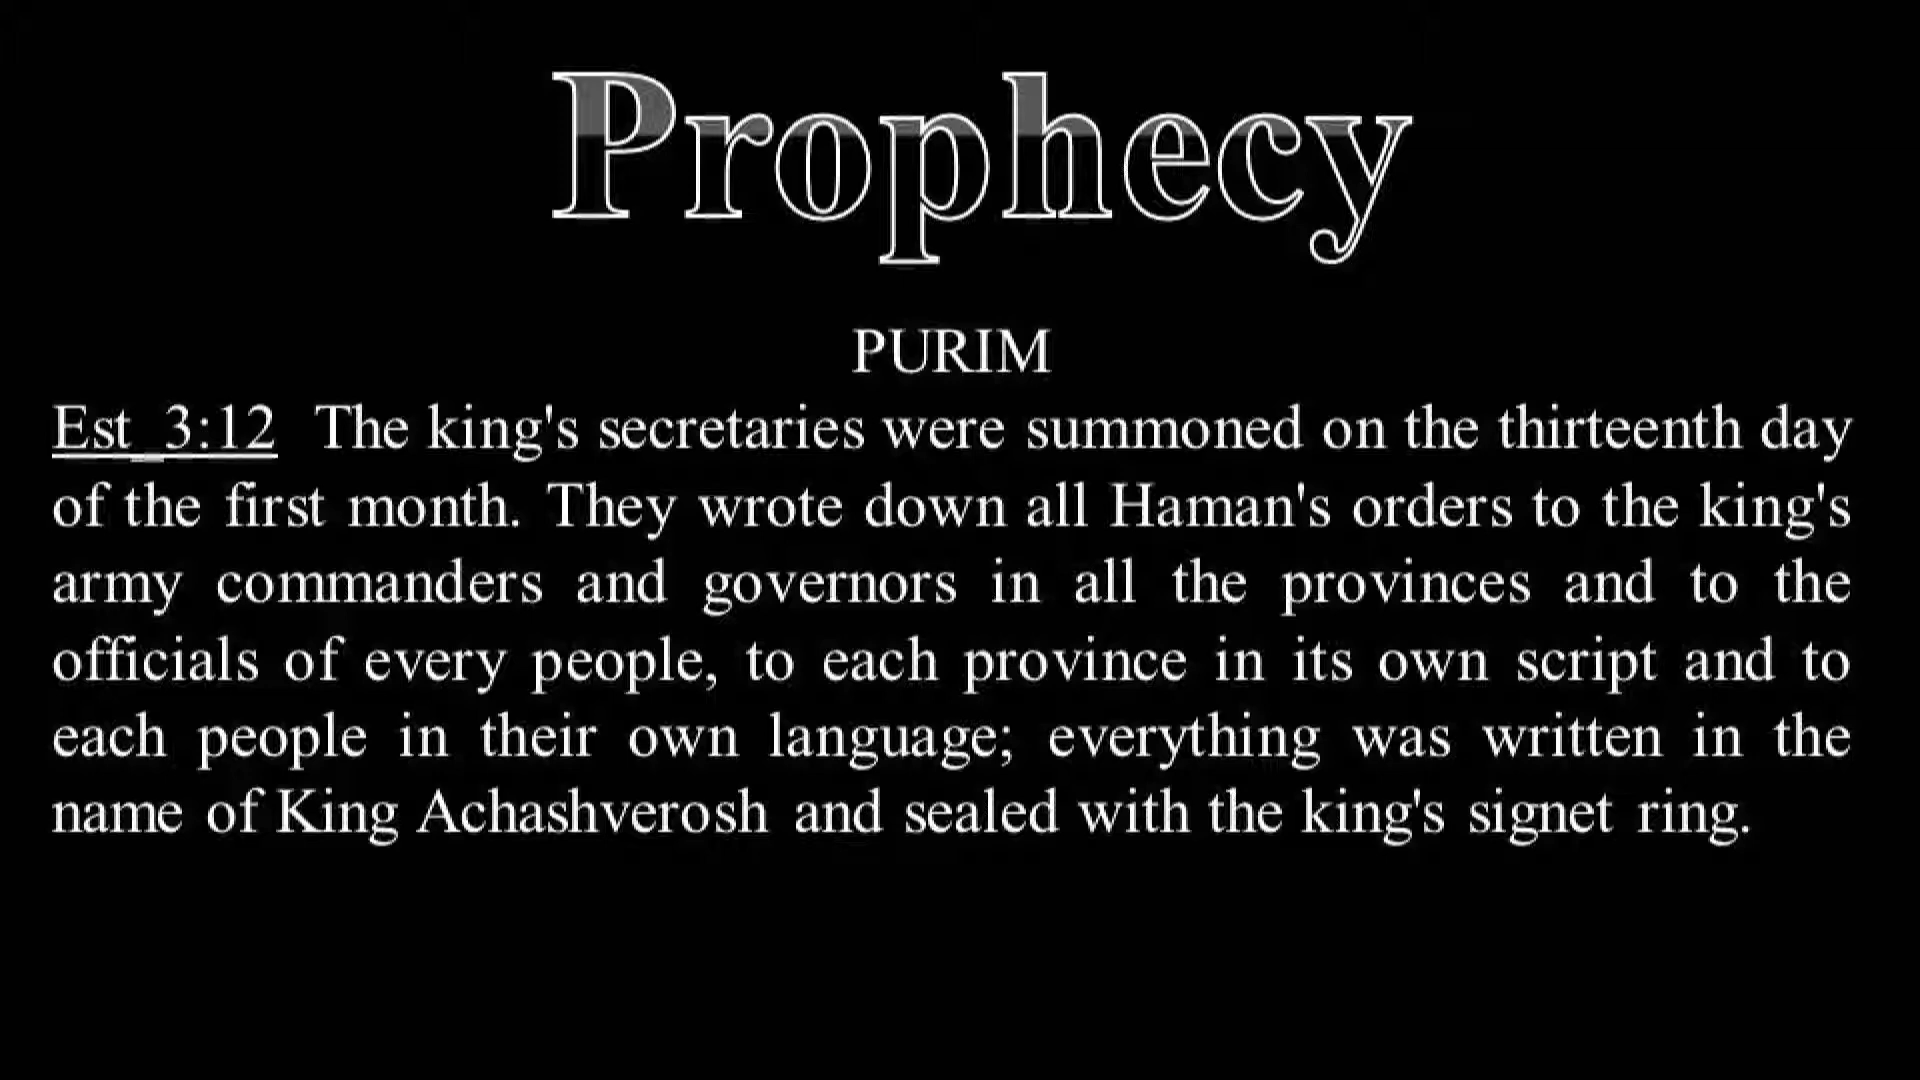 Prophecy
PURIM
Est_3:12 The king's secretaries were summoned on the thirteenth day
of the first month. They wrote down all Haman's orders to the king's
army commanders and governors in all the provinces and to the
officials of every people, to each province in its own script and to
each people in their own language; everything was written in the
name of King Achashverosh and sealed with the king's signet ring.